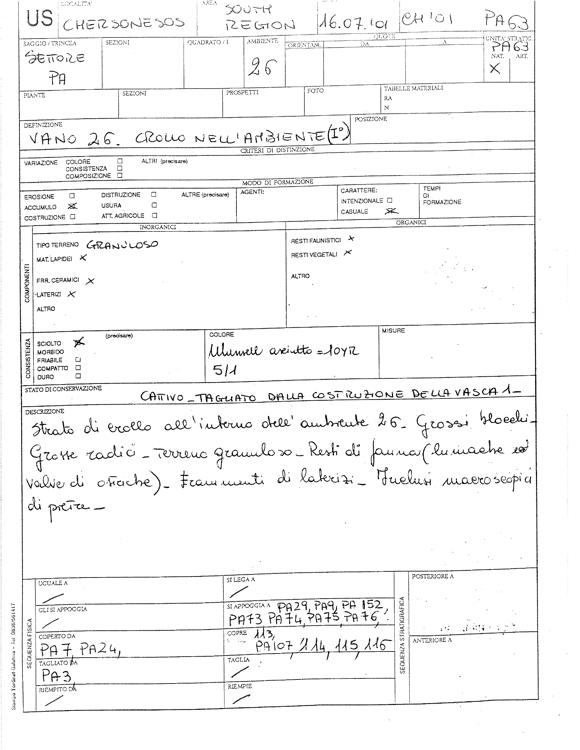 US
LOCALITA'
CHERSONESOS
AREA
SOUTH REGION
16.07.'01
CH'01
PA63
SAGGIO / TRINCEA
SEZIONI
QUADRATO / I
AMBIENTE
QUOTE
UNITA' STRATIG.
SETTORE PA
26
ORIENTAM.
DA
A
PA63
NAT.
ART.
X
PIANTE
SEZIONI
PROSPETTI
FOTO
TABELLE MATERIALI
RA
N
DEFINIZIONE
POSIZIONE
VANO 26. CROLLO NELL'AMBIENTE (I°)
CRITERI DI DISTINZIONE
VARIAZIONE COLORE ☐ ALTRI (precisare)
CONSISTENZA ☐
COMPOSIZIONE ☐
MODO DI FORMAZIONE
EROSIONE ☐ DISTRUZIONE ☐ ALTRE (precisare)
ACCUMULO X USURA ☐
COSTRUZIONE ☐ ATT. AGRICOLE ☐
AGENTI:
CARATTERE:
INTENZIONALE ☐
CASUALE X
TEMPI
DI
FORMAZIONE
COMPONENTI
INORGANICI
ORGANICI
TIPO TERRENO GRANULOSO
MAT. LAPIDEI X
FRR. CERAMICI X
LATERIZI X
ALTRO
RESTI FAUNISTICI X
RESTI VEGETALI X
ALTRO
CONSISTENZA
SCIOLTO X (precisare)
MORBIDO
FRIABILE ☐
COMPATTO ☐
DURO ☐
COLORE
Munsell asciutto = 10YR
5/1
MISURE
STATO DI CONSERVAZIONE
CATTIVO - TAGLIATO DALLA COSTRUZIONE DELLA VASCA 1 -
DESCRIZIONE
Strato di crollo all'interno dell'ambiente 26 - Grossi blocchi -
Grosse radici - Terreno granuloso - Resti di fauna (lumache
valve di ostriche) - Frammenti di laterizi - Inclusi macroscopici
di pietre -
SEQUENZA FISICA
UGUALE A
SI LEGA A
GLI SI APPOGGIA
SI APPOGGIA A PA29, PA9, PA 152,
PA73 PA74, PA75 PA76,
COPERTO DA
PA7 PA24,
COPRE 113,
PA107, 114, 115, 116
TAGLIATO DA
PA3
TAGLIA
RIEMPITO DA
RIEMPIE
SEQUENZA STRATIGRAFICA
POSTERIORE A
ANTERIORE A